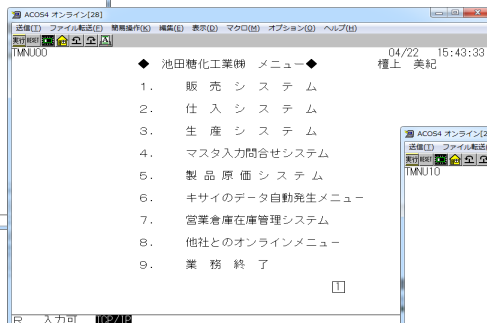 ACOS4 オンライン[28]
送信(T) ファイル転送(F) 簡易操作(K) 編集(E) 表示(D) マクロ(M) オプション(O) ヘルプ(H)
実行 RESET
TMNU00 04/22 15:43:33
◆ 池田糖化工業㈱ メニュー◆ 檀上 美紀
1. 販 売 シ ス テ ム
2. 仕 入 シ ス テ ム
3. 生 産 シ ス テ ム
4. マスタ入力問合せシステム
5. 製 品 原 価 シ ス テ ム
6. キサイのデータ自動発生メニュー
7. 営業倉庫在庫管理システム
8. 他社とのオンラインメニュー
9. 業 務 終 了
1
R 入力可 TCP/IP
ACOS4 オンライン[2
送信(T) ファイル転送
実行 RESET
TMNU10